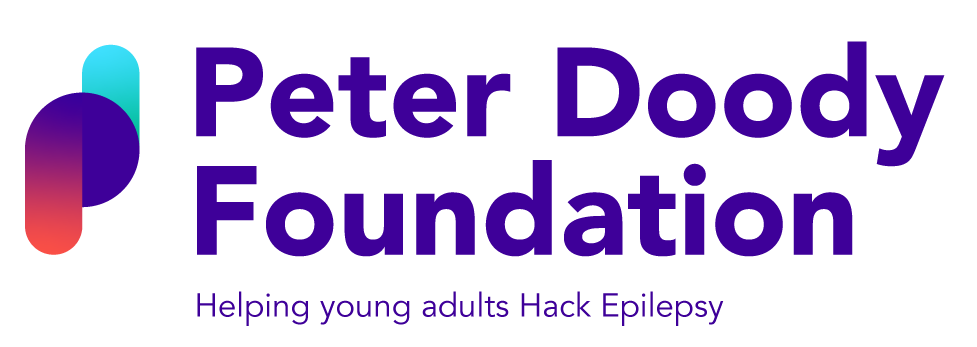 Peter Doody
Foundation
Helping young adults Hack Epilepsy